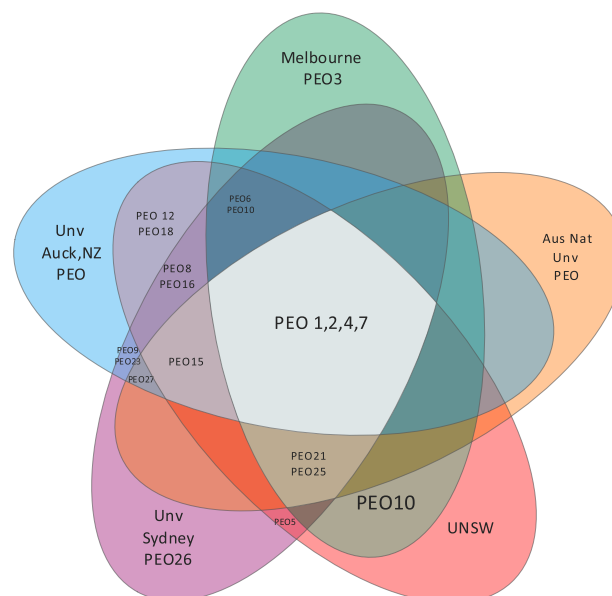 Melbourne
PEO3
PEO6
PEO10
PEO 12
PEO18
Unv
Auck,NZ
PEO
Aus Nat
Unv
PEO
PEO8
PEO16
PEO 1,2,4,7
PEO9
PEO23
PEO15
PEO27
PEO21
PEO25
PEO10
PEO5
Unv
Sydney
PEO26
UNSW